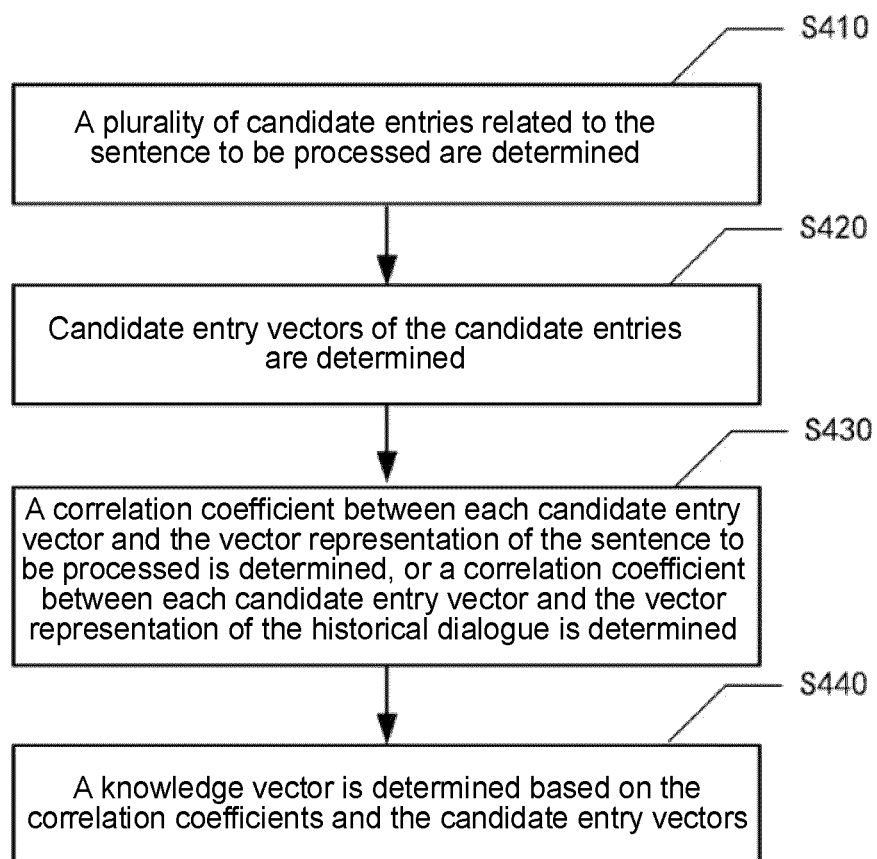 S410
A plurality of candidate entries related to the
sentence to be processed are determined
S420
Candidate entry vectors of the candidate entries
are determined
S430
A correlation coefficient between each candidate entry
vector and the vector representation of the sentence to
be processed is determined, or a correlation coefficient
between each candidate entry vector and the vector
representation of the historical dialogue is determined
S440
A knowledge vector is determined based on the
correlation coefficients and the candidate entry vectors